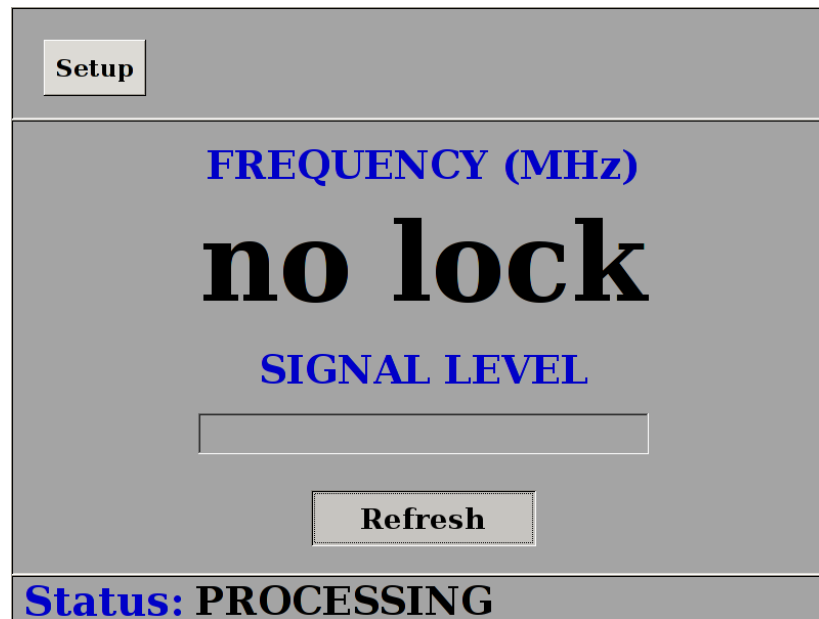 Setup
FREQUENCY (MHz)
no lock
SIGNAL LEVEL
Refresh
Status: PROCESSING